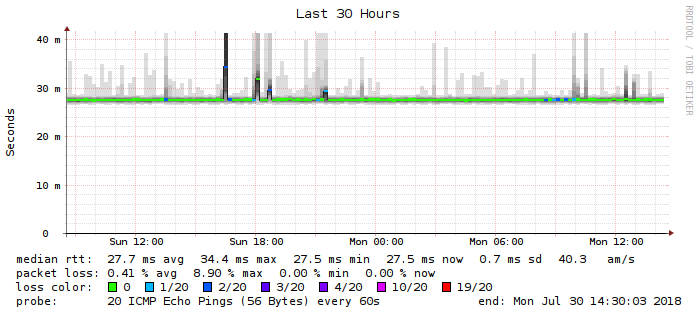 Last 30 Hours
RRDTOOL / TOBI OETIKER
Seconds
40 m
30 m
20 m
10 m
0
Sun 12:00 Sun 18:00 Mon 00:00 Mon 06:00 Mon 12:00
median rtt: 27.7 ms avg 34.4 ms max 27.5 ms min 27.5 ms now 0.7 ms sd 40.3 am/s
packet loss: 0.41 % avg 8.90 % max 0.00 % min 0.00 % now
loss color: 0 1/20 2/20 3/20 4/20 10/20 19/20
probe: 20 ICMP Echo Pings (56 Bytes) every 60s end: Mon Jul 30 14:30:03 2018